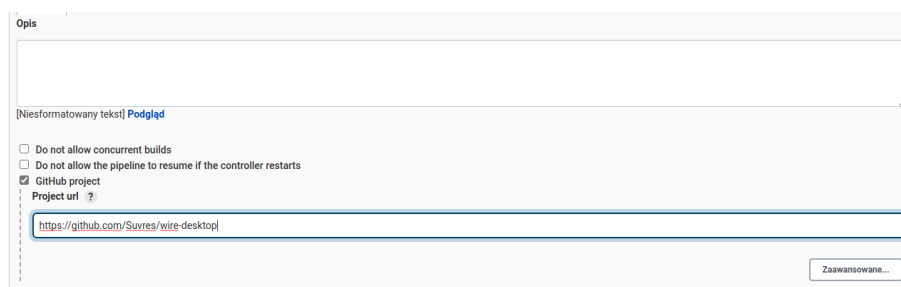 Opis
[Niesformatowany tekst] Podgląd
Do not allow concurrent builds
Do not allow the pipeline to resume if the controller restarts
GitHub project
Project url ?
https://github.com/Suvres/wire-desktop
Zaawansowane...